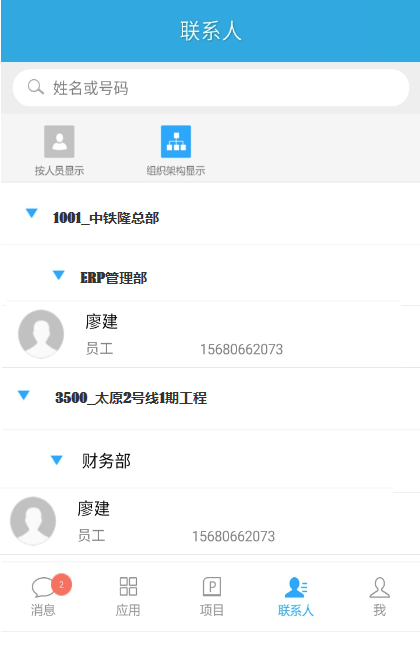 联系人
姓名或号码
按人员显示 组织架构显示
1001_中铁隆总部
ERP管理部
廖建
员工 15680662073
3500_太原2号线1期工程
财务部
廖建
员工 15680662073
2
消息 应用 项目 联系人 我